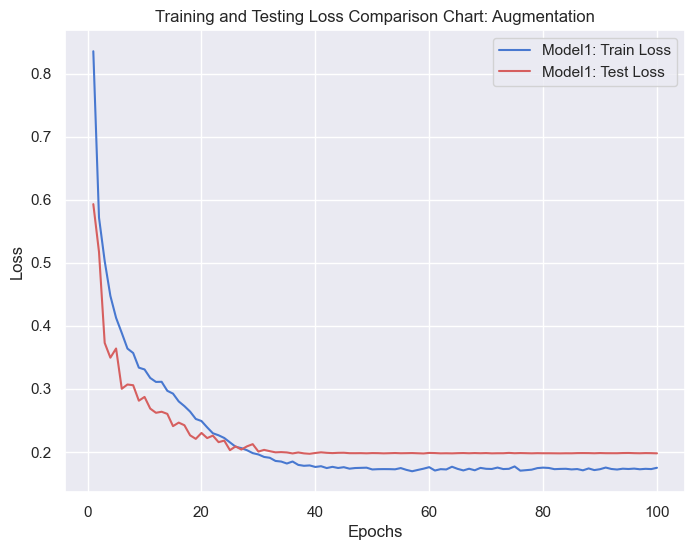 Training and Testing Loss Comparison Chart: Augmentation
Model1: Train Loss
Model1: Test Loss
0.8
0.7
0.6
0.5
0.4
0.3
0.2
Loss
0 20 40 60 80 100
Epochs